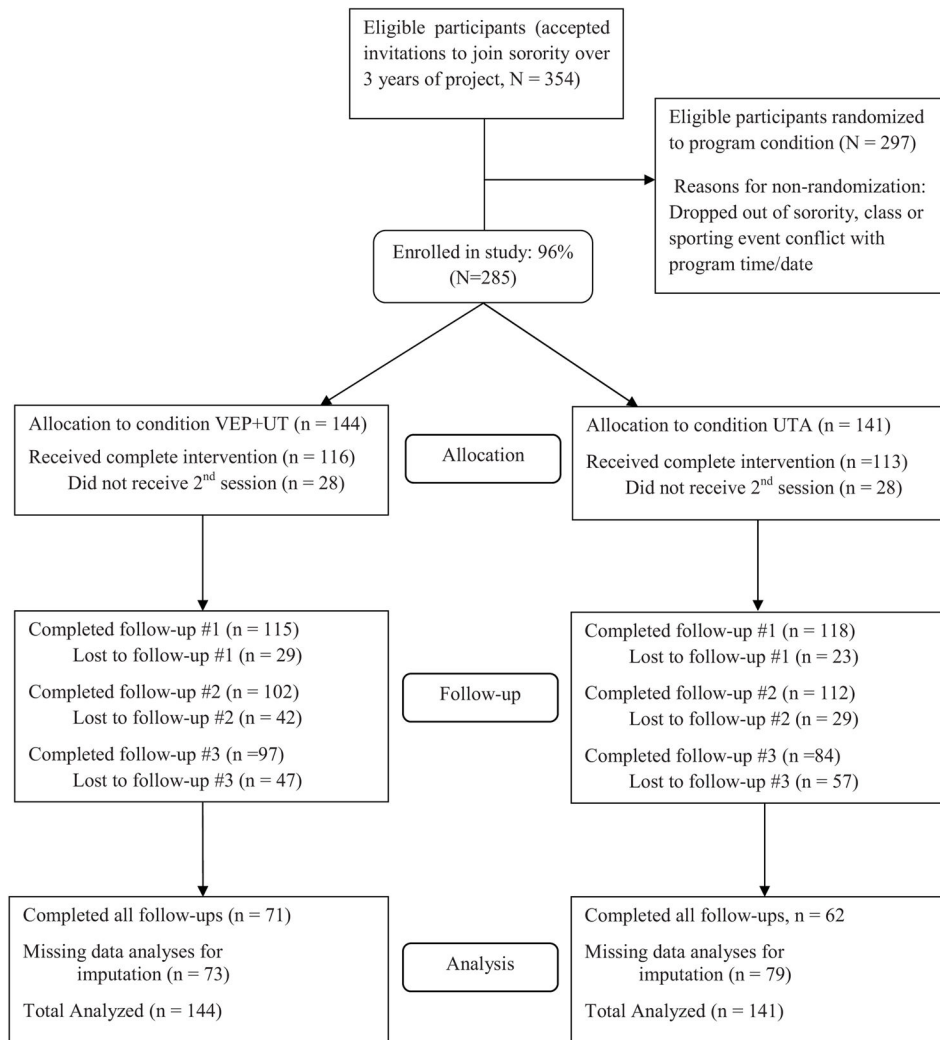 Eligible participants (accepted
invitations to join sorority over
3 years of project, N = 354)
Eligible participants randomized
to program condition (N = 297)
Reasons for non-randomization:
Dropped out of sorority, class or
sporting event conflict with
program time/date
Enrolled in study: 96%
(N=285)
Allocation to condition VEP+UT (n = 144)
Received complete intervention (n = 116)
Did not receive 2nd session (n = 28)
Allocation
Allocation to condition UTA (n = 141)
Received complete intervention (n =113)
Did not receive 2nd session (n = 28)
Completed follow-up #1 (n = 115)
Lost to follow-up #1 (n = 29)
Completed follow-up #2 (n = 102)
Lost to follow-up #2 (n = 42)
Completed follow-up #3 (n =97)
Lost to follow-up #3 (n = 47)
Follow-up
Completed follow-up #1 (n = 118)
Lost to follow-up #1 (n = 23)
Completed follow-up #2 (n = 112)
Lost to follow-up #2 (n = 29)
Completed follow-up #3 (n =84)
Lost to follow-up #3 (n = 57)
Completed all follow-ups (n = 71)
Missing data analyses for
imputation (n = 73)
Total Analyzed (n = 144)
Analysis
Completed all follow-ups, n = 62
Missing data analyses for
imputation (n = 79)
Total Analyzed (n = 141)